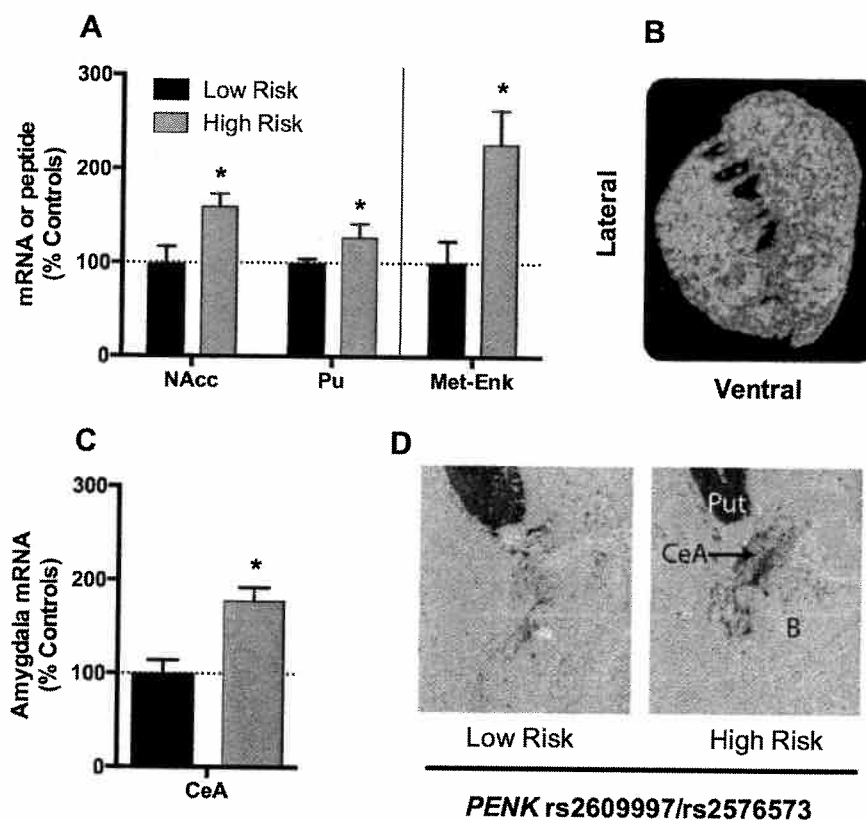 A
300
200
100
0
mRNA or peptide
(% Controls)
Low Risk
High Risk
*
*
*
NAcc
Pu
Met-Enk
B
Lateral
Ventral
C
300
200
100
0
Amygdala mRNA
(% Controls)
*
CeA
D
Put
CeA
B
Low Risk
High Risk
PENK rs2609997/rs2576573